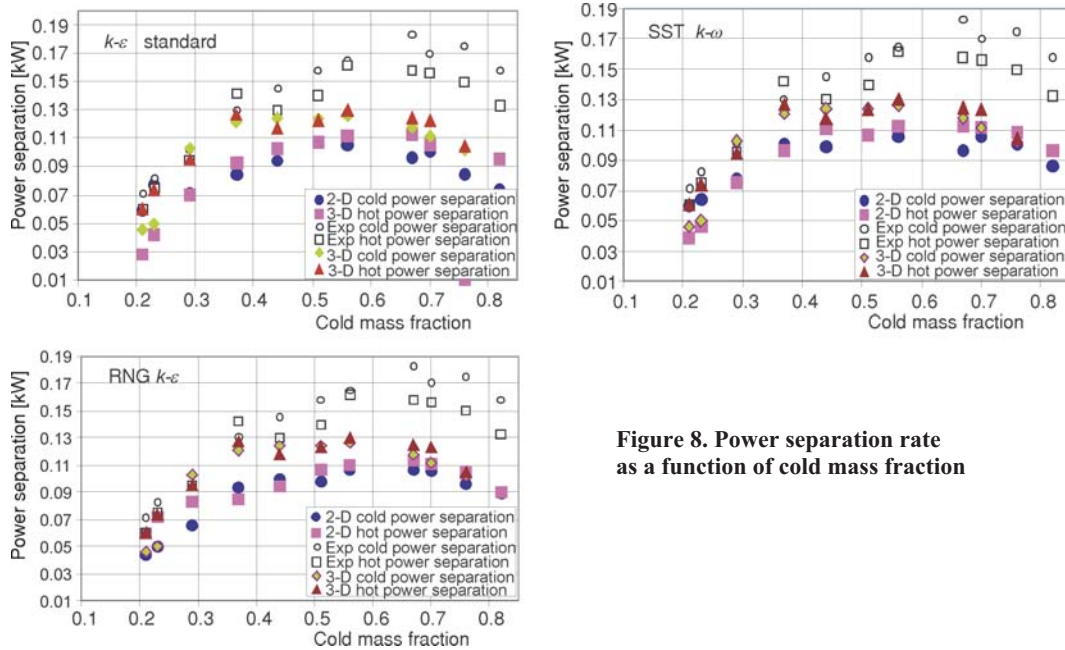 k-ε standard
Power separation [kW]
0.19
0.17
0.15
0.13
0.11
0.09
0.07
0.05
0.03
0.01
0.1 0.2 0.3 0.4 0.5 0.6 0.7 0.8
Cold mass fraction
2-D cold power separation
3-D hot power separation
Exp cold power separation
Exp hot power separation
3-D cold power separation
3-D hot power separation
SST k-ω
Power separation [kW]
0.19
0.17
0.15
0.13
0.11
0.09
0.07
0.05
0.03
0.01
0.1 0.2 0.3 0.4 0.5 0.6 0.7 0.8
Cold mass fraction
2-D cold power separation
2-D hot power separation
Exp cold power separation
Exp hot power separation
3-D cold power separation
3-D hot power separation
RNG k-ε
Power separation [kW]
0.19
0.17
0.15
0.13
0.11
0.09
0.07
0.05
0.03
0.01
0.1 0.2 0.3 0.4 0.5 0.6 0.7 0.8
Cold mass fraction
2-D cold power separation
2-D hot power separation
Exp cold power separation
Exp hot power separation
3-D cold power separation
3-D hot power separation
Figure 8. Power separation rate
as a function of cold mass fraction